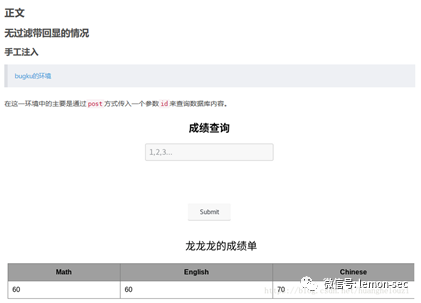 正文
无过滤带回显的情况
手工注入
bugku的环境
在这一环境中的主要是通过 post 方式传入一个参数 id 来查询数据库内容。
成绩查询
1,2,3...
Submit
龙龙龙的成绩单
Math English Chinese
60 60 70
微信号: lemon-sec